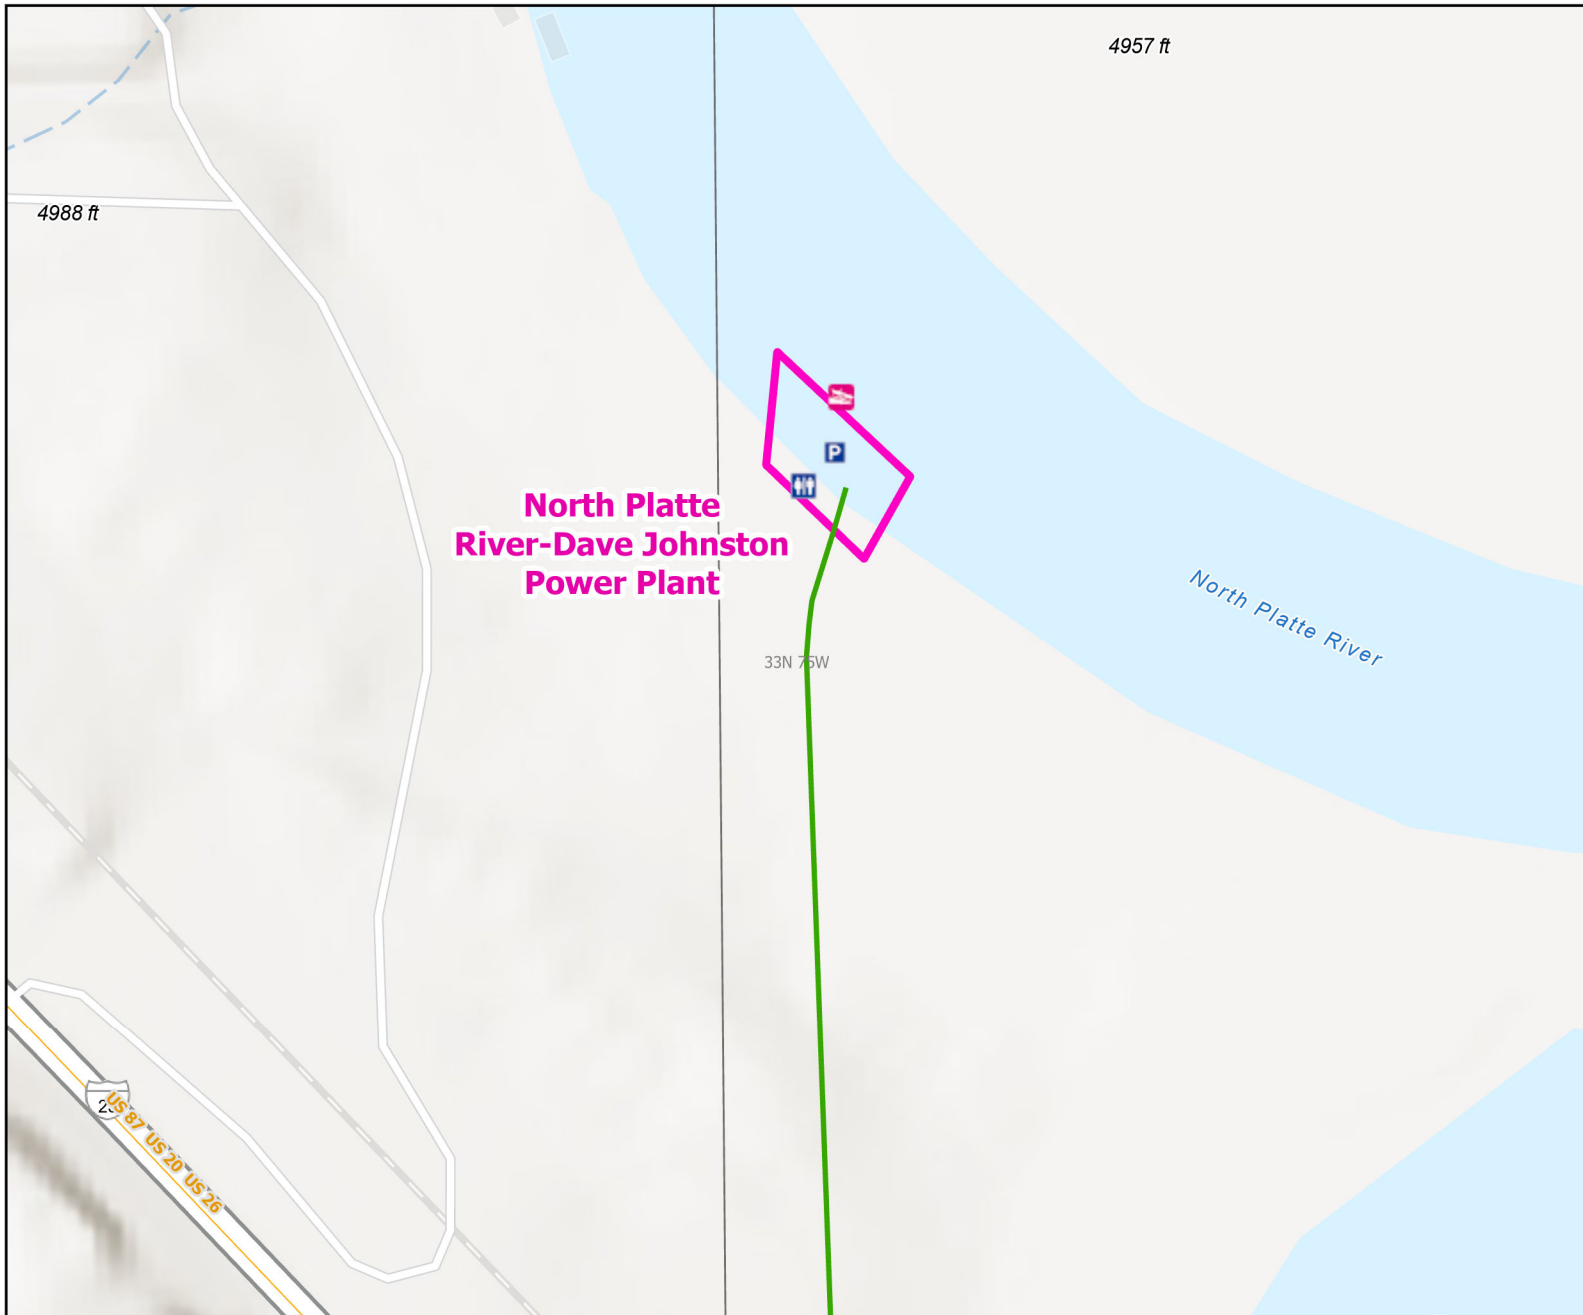 4957 ft
4988 ft
P
North Platte
River-Dave Johnston
Power Plant
North Platte River
33N 75W
US 87 US 20 US 26